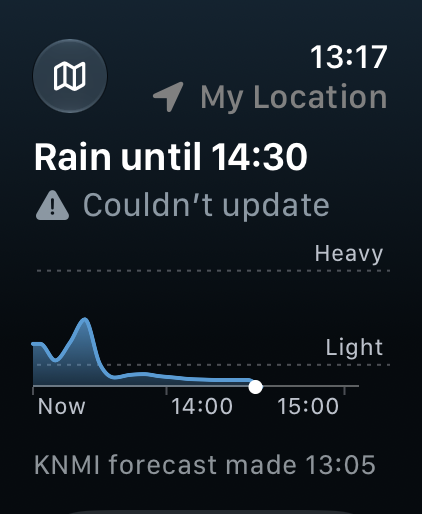 13:17
My Location
Rain until 14:30
Couldn't update
Heavy
Light
Now 14:00 15:00
KNMI forecast made 13:05